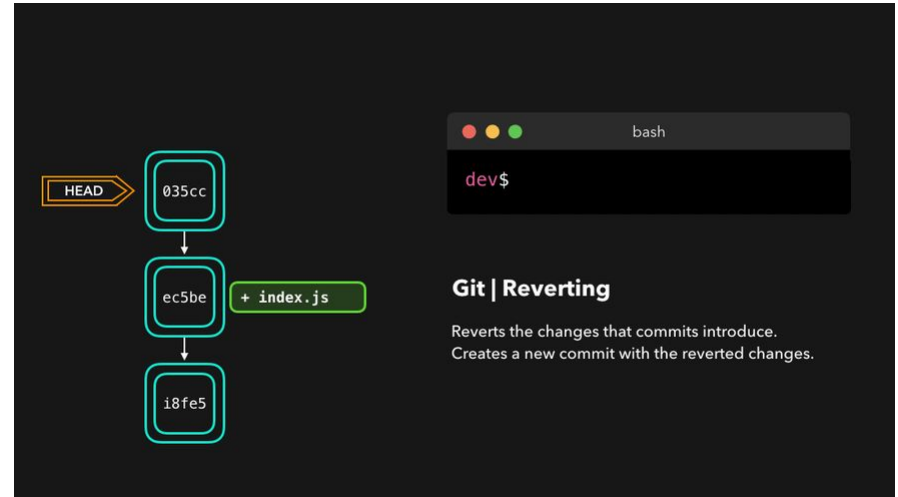 bash
dev$
HEAD
035cc
ec5be
+ index.js
i8fe5
Git | Reverting
Reverts the changes that commits introduce.
Creates a new commit with the reverted changes.